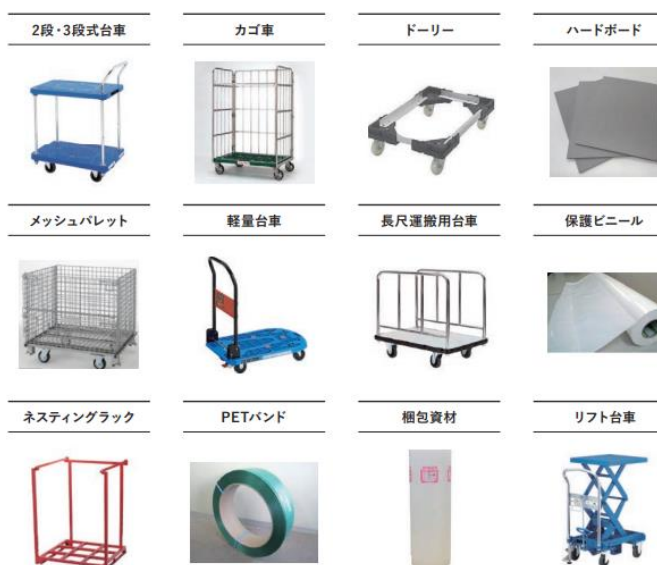 2段・3段式台車
カゴ車
ドーリー
ハードボード
メッシュパレット
軽量台車
長尺運搬用台車
保護ビニール
ネスティングラック
PETバンド
梱包資材
リフト台車